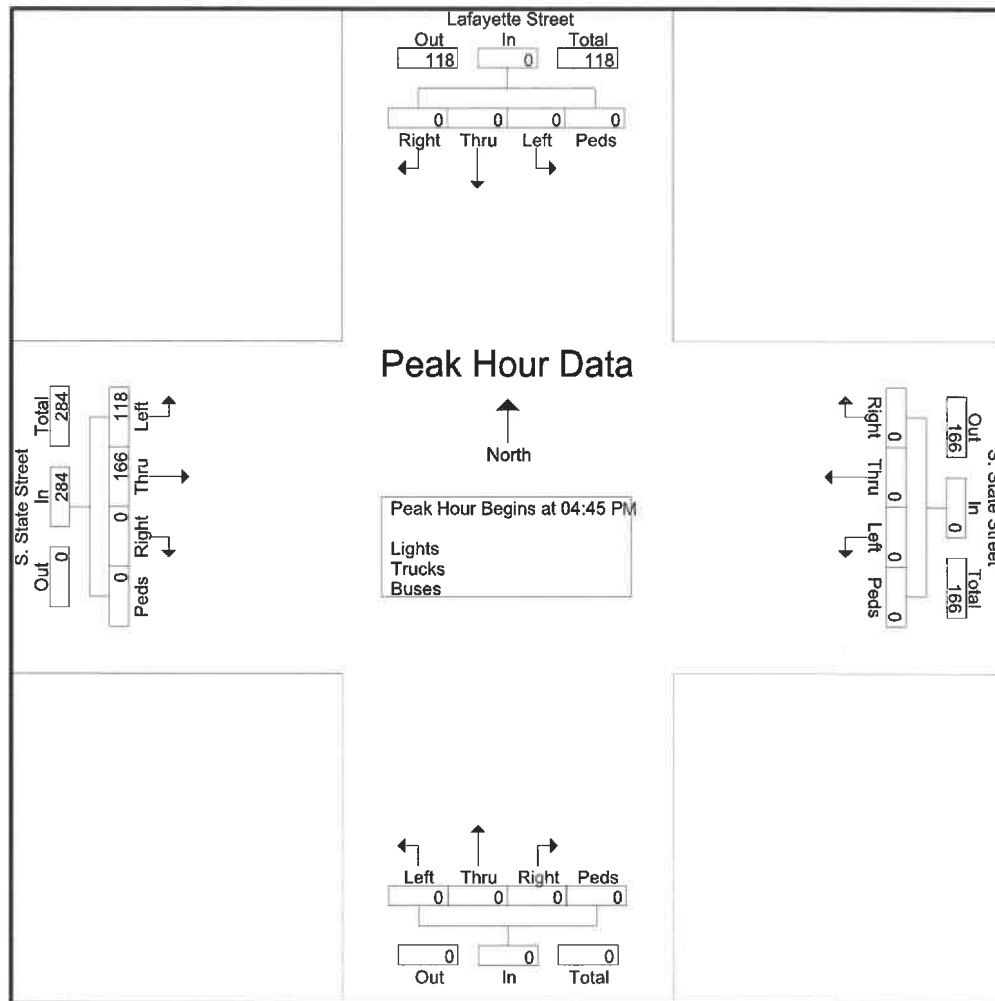 Lafayette Street
Out In Total
118 0 118
0 0 0 0
Right Thru Left Peds
Peak Hour Data
North
Peak Hour Begins at 04:45 PM
Lights
Trucks
Buses
S. State Street
Out In Total
0 284 284
118 166 0 0
Left Thru Right Peds
Right Thru Left Peds
0 0 0 0
Out In Total
166 0 166
S. State Street
Left Thru Right Peds
0 0 0 0
0 0 0
Out In Total